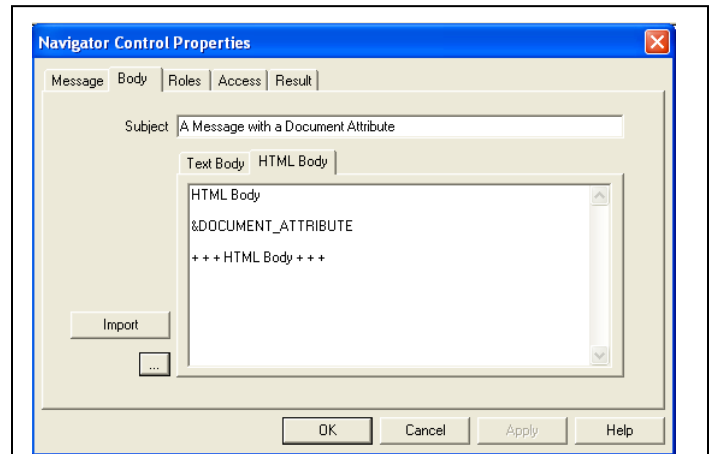 Navigator Control Properties
Message Body Roles Access Result
Subject A Message with a Document Attribute
Text Body HTML Body
HTML Body
&DOCUMENT_ATTRIBUTE
+ + + HTML Body + + +
Import
...
OK Cancel Apply Help